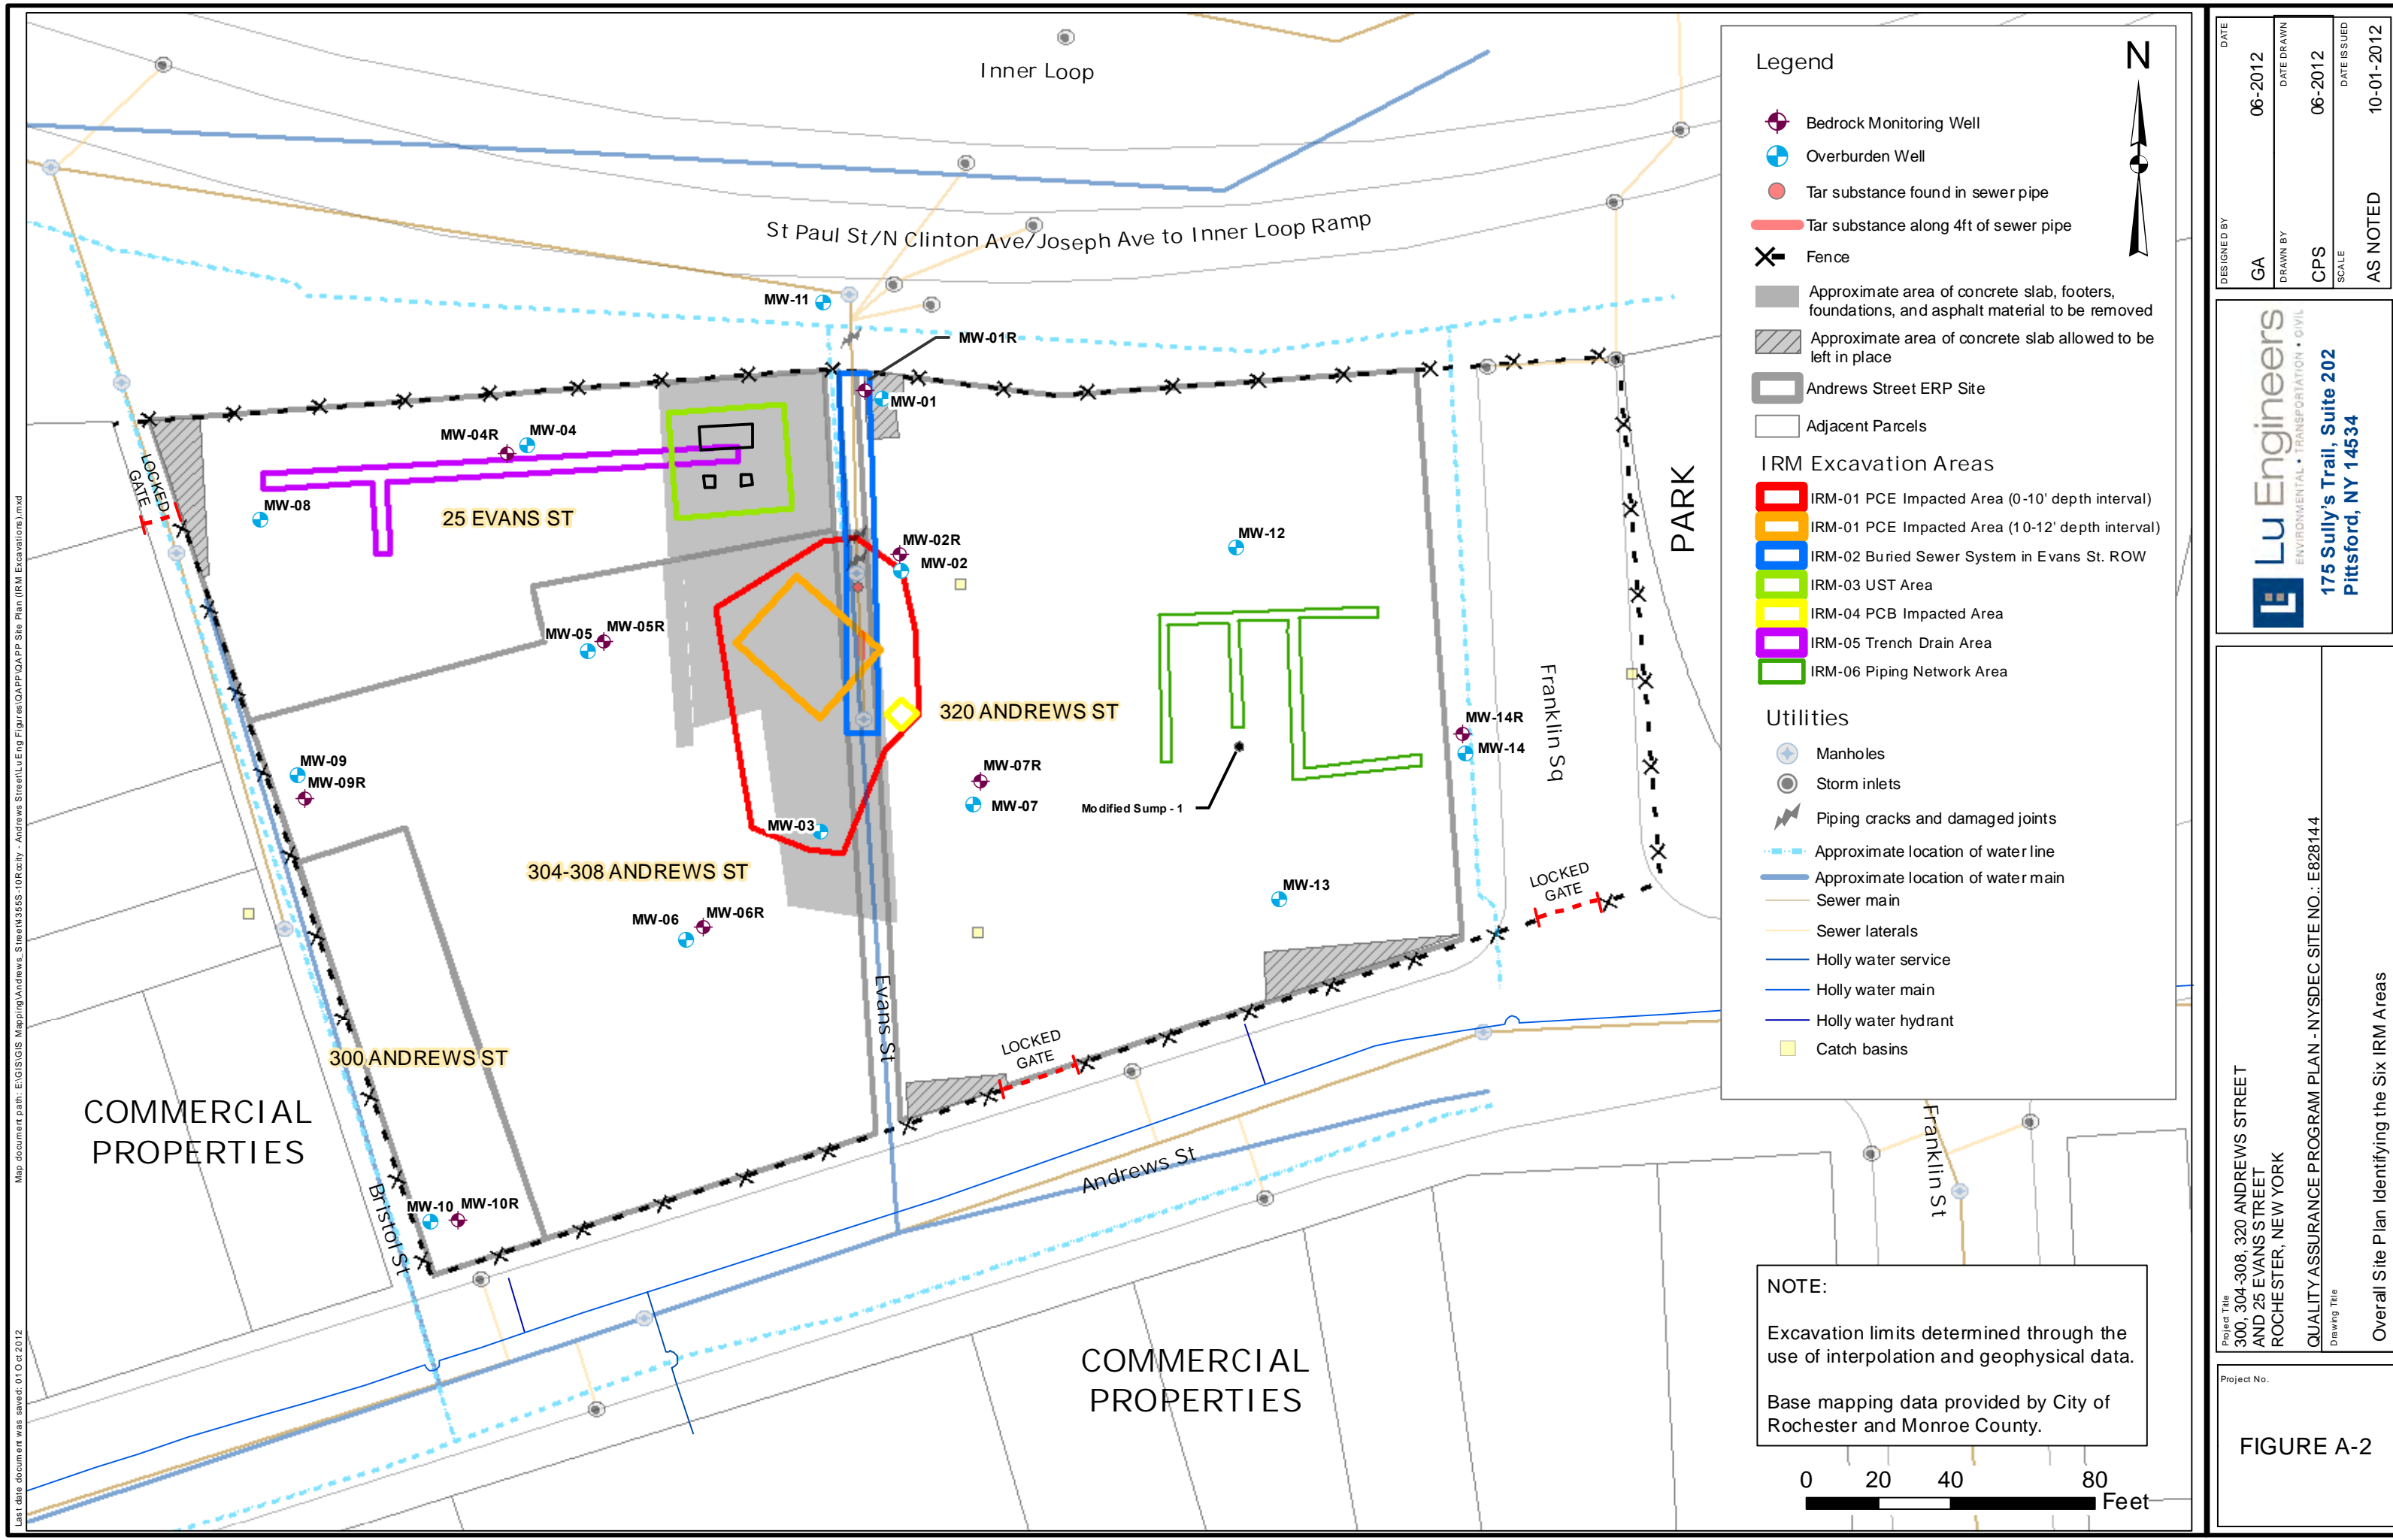 Inner Loop
St Paul St/N Clinton Ave/Joseph Ave to Inner Loop Ramp
MW-11
MW-01R
MW-01
MW-04R
MW-04
LOCKED
GATE
MW-08
25 EVANS ST
MW-02R
MW-02
MW-12
PARK
MW-05
MW-05R
320 ANDREWS ST
Franklin Sq
MW-14R
MW-14
MW-09
MW-09R
MW-07R
MW-07
Modified Sump - 1
MW-03
304-308 ANDREWS ST
MW-13
LOCKED
GATE
MW-06
MW-06R
Evans St
LOCKED
GATE
300 ANDREWS ST
COMMERCIAL
PROPERTIES
Andrews St
Franklin St
Bristol St
MW-10
MW-10R
COMMERCIAL
PROPERTIES
Legend
N
Bedrock Monitoring Well
Overburden Well
Tar substance found in sewer pipe
Tar substance along 4ft of sewer pipe
Fence
Approximate area of concrete slab, footers,
foundations, and asphalt material to be removed
Approximate area of concrete slab allowed to be
left in place
Andrews Street ERP Site
Adjacent Parcels
IRM Excavation Areas
IRM-01 PCE Impacted Area (0-10' depth interval)
IRM-01 PCE Impacted Area (10-12' depth interval)
IRM-02 Buried Sewer System in Evans St. ROW
IRM-03 UST Area
IRM-04 PCB Impacted Area
IRM-05 Trench Drain Area
IRM-06 Piping Network Area
Utilities
Manholes
Storm inlets
Piping cracks and damaged joints
Approximate location of water line
Approximate location of water main
Sewer main
Sewer laterals
Holly water service
Holly water main
Holly water hydrant
Catch basins
NOTE:
Excavation limits determined through the
use of interpolation and geophysical data.
Base mapping data provided by City of
Rochester and Monroe County.
0 20 40 80
Feet
DESIGNED BY DATE
GA 06-2012
DRAWN BY DATE DRAWN
CPS 06-2012
SCALE DATE ISSUED
AS NOTED 10-01-2012
Lu Engineers
ENVIRONMENTAL • TRANSPORTATION • CIVIL
175 Sully's Trail, Suite 202
Pittsford, NY 14534
Project Title
300, 304-308, 320 ANDREWS STREET
AND 25 EVANS STREET
ROCHESTER, NEW YORK
QUALITY ASSURANCE PROGRAM PLAN - NYSDEC SITE NO.: E828144
Drawing Title
Overall Site Plan Identifying the Six IRM Areas
Project No.
FIGURE A-2
Last date document was saved: 01 Oct 2012